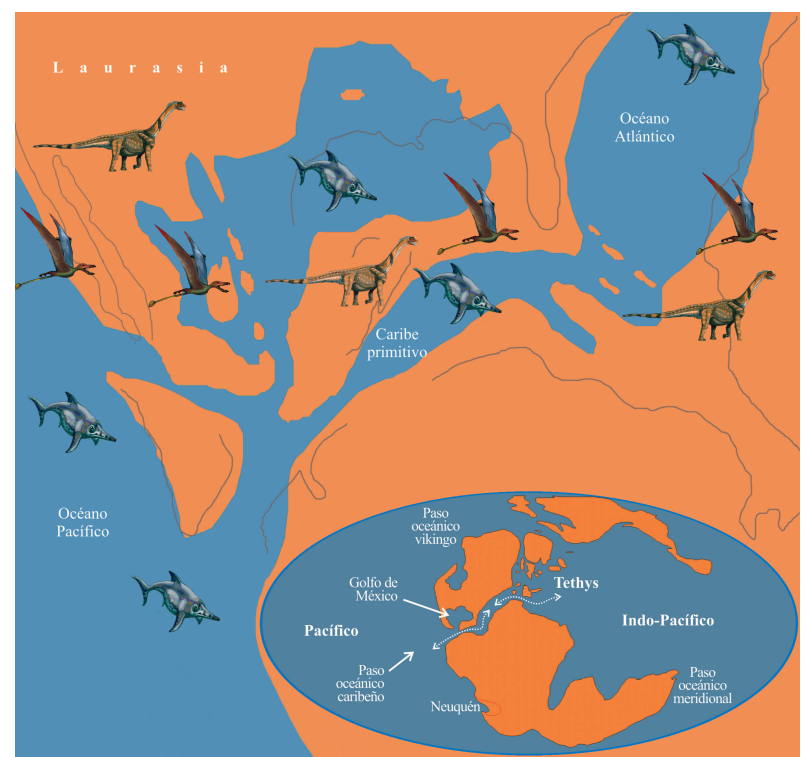 Laurasia
Océano
Atlántico
Caribe
primitivo
Océano
Pacífico
Paso
oceánico
vikingo
Golfo de
México
Tethys
Pacífico
Indo-Pacífico
Paso
oceánico
caribeño
Neuquén
Paso
oceánico
meridional